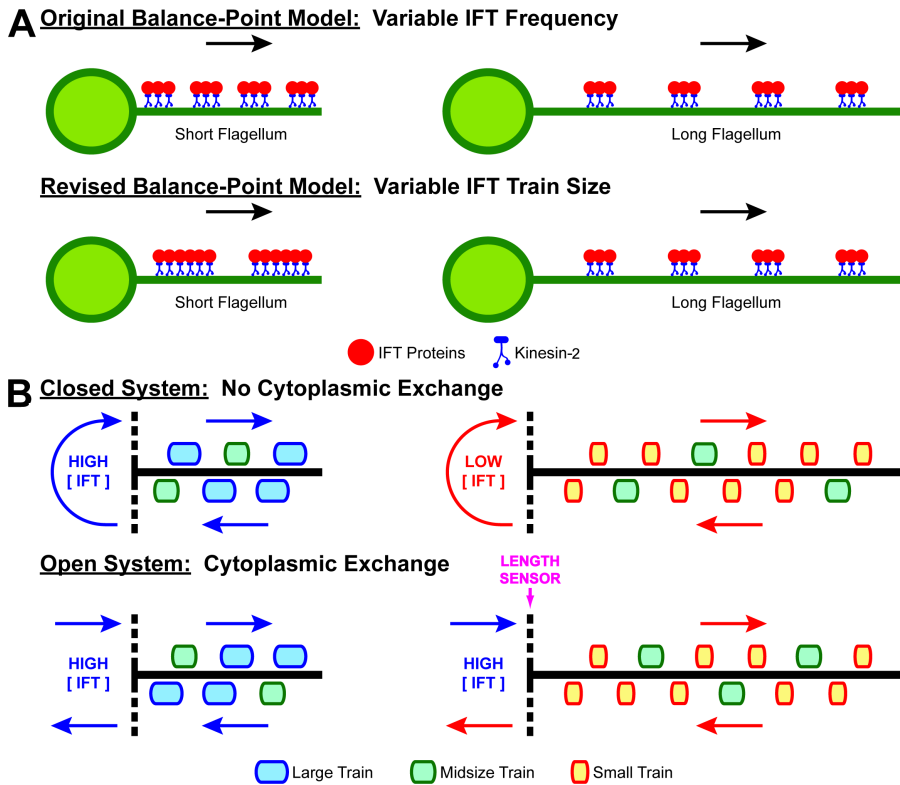 A
Original Balance-Point Model: Variable IFT Frequency
Short Flagellum
Long Flagellum
Revised Balance-Point Model: Variable IFT Train Size
Short Flagellum
Long Flagellum
IFT Proteins
Kinesin-2
B
Closed System: No Cytoplasmic Exchange
HIGH
[ IFT ]
LOW
[ IFT ]
Open System: Cytoplasmic Exchange
LENGTH
SENSOR
HIGH
[ IFT ]
HIGH
[ IFT ]
Large Train
Midsize Train
Small Train